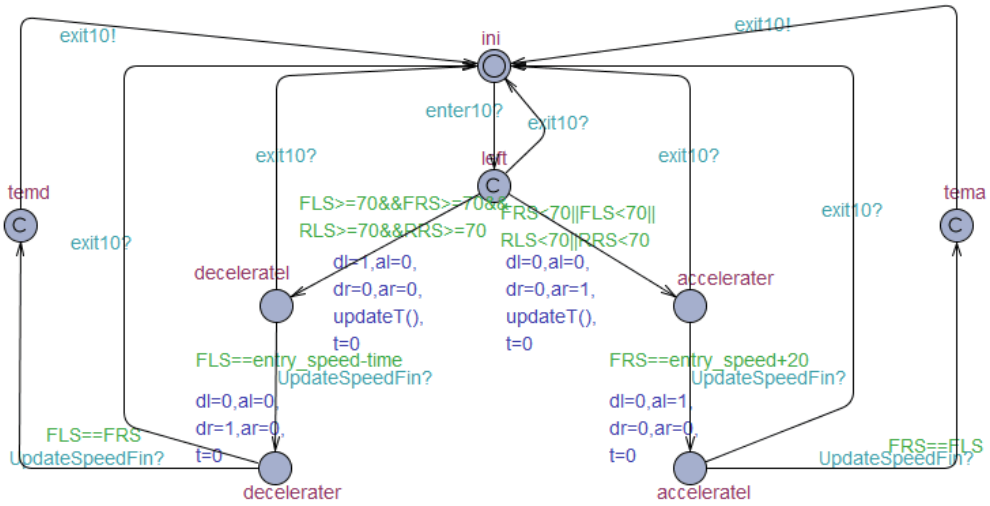 exit10!
exit10!
ini
enter10?
exit10?
left
exit10?
exit10?
temd
C
C
tema
C
FLS>=70&&FRS>=70&&
RLS>=70&&RRS>=70
FRS<70||FLS<70||
RLS<70||RRS<70
exit10?
exit10?
deceleratel
dl=1,al=0,
dr=0,ar=0,
updateT(),
t=0
dl=0,al=0,
dr=0,ar=1,
updateT(),
t=0
accelerater
FLS==entry_speed-time
UpdateSpeedFin?
dl=0,al=0,
dr=1,ar=0,
t=0
FRS==entry_speed+20
UpdateSpeedFin?
dl=0,al=1,
dr=0,ar=0,
t=0
FLS==FRS
UpdateSpeedFin?
decelerater
FRS==FLS
UpdateSpeedFin?
acceleratel